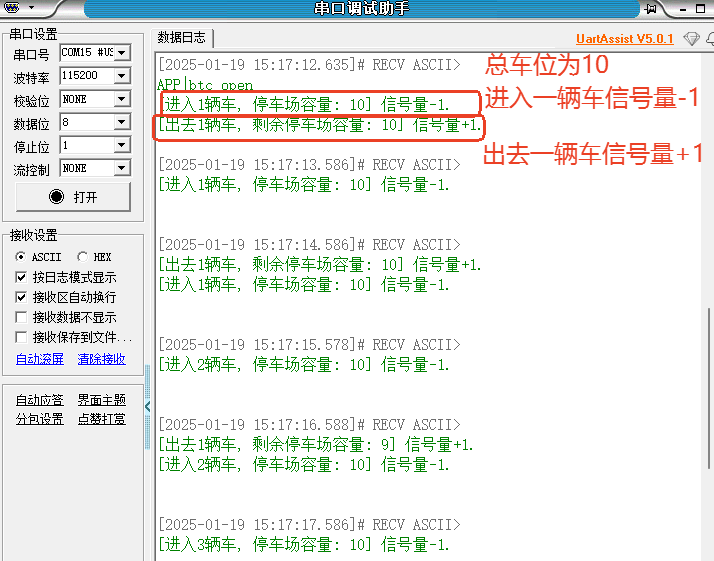 串口调试助手
串口设置
串口号 COM15 #US
波特率 115200
校验位 NONE
数据位 8
停止位 1
流控制 NONE
打开
接收设置
ASCII HEX
按日志模式显示
接收区自动换行
接收数据不显示
接收保存到文件...
自动滚屏 清除接收
自动应答 界面主题
分包设置 点赞打赏
数据日志
UartAssist V5.0.1
[2025-01-19 15:17:12.635]# RECV ASCII>
APP|btc open
[进入1辆车, 停车场容量: 10] 信号量-1.
[出去1辆车, 剩余停车场容量: 10] 信号量+1.
[2025-01-19 15:17:13.586]# RECV ASCII>
[进入1辆车, 停车场容量: 10] 信号量-1.
[2025-01-19 15:17:14.586]# RECV ASCII>
[出去1辆车, 剩余停车场容量: 10] 信号量+1.
[进入1辆车, 停车场容量: 10] 信号量-1.
[2025-01-19 15:17:15.578]# RECV ASCII>
[进入2辆车, 停车场容量: 10] 信号量-1.
[2025-01-19 15:17:16.588]# RECV ASCII>
[出去1辆车, 剩余停车场容量: 9] 信号量+1.
[进入2辆车, 停车场容量: 10] 信号量-1.
[2025-01-19 15:17:17.586]# RECV ASCII>
[进入3辆车, 停车场容量: 10] 信号量-1.
总车位为10
进入一辆车信号量-1
出去一辆车信号量+1